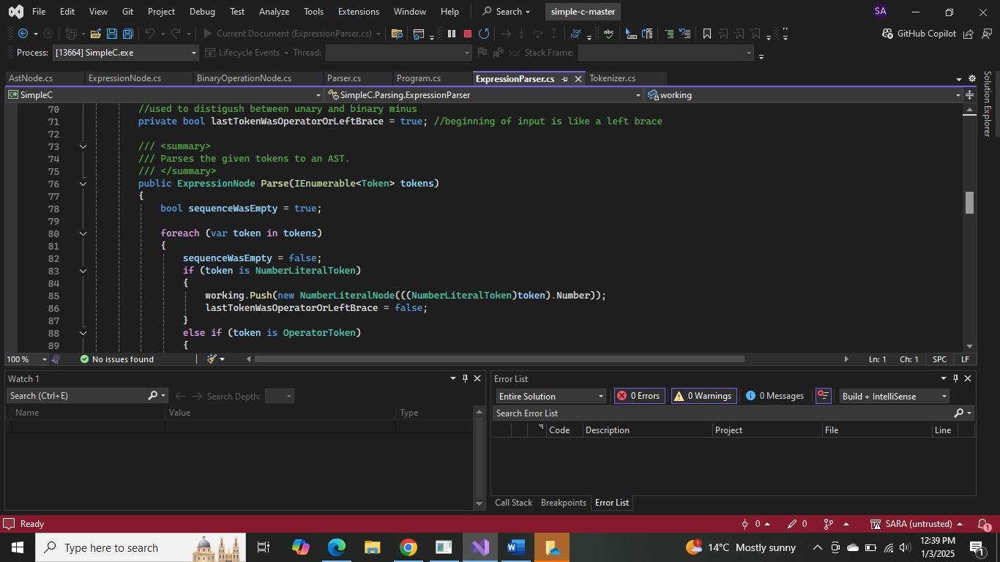 File Edit View Git Project Debug Test Analyze Tools Extensions Window Help Search simple-c-master SA
Current Document (ExpressionParser.cs) abc GitHub Copilot
Process: [13664] SimpleC.exe Lifecycle Events Thread: Stack Frame:
AstNode.cs ExpressionNode.cs BinaryOperationNode.cs Parser.cs Program.cs ExpressionParser.cs Tokenizer.cs
Solution Explorer
C# SimpleC SimpleC.Parsing.ExpressionParser working
70 //used to distigush between unary and binary minus
71 private bool lastTokenWasOperatorOrLeftBrace = true; //beginning of input is like a left brace
72
73 /// <summary>
74 /// Parses the given tokens to an AST.
75 /// </summary>
76 public ExpressionNode Parse(IEnumerable<Token> tokens)
77 {
78 bool sequenceWasEmpty = true;
79
80 foreach (var token in tokens)
81 {
82 sequenceWasEmpty = false;
83 if (token is NumberLiteralToken)
84 {
85 working.Push(new NumberLiteralNode(((NumberLiteralToken)token).Number));
86 lastTokenWasOperatorOrLeftBrace = false;
87 }
88 else if (token is OperatorToken)
89 {
100 % No issues found Ln: 1 Ch: 1 SPC LF
Watch 1
Search (Ctrl+E) Search Depth:
Name Value Type
Error List
Entire Solution 0 Errors 0 Warnings 0 Messages Build + IntelliSense
Search Error List
Code Description Project File Line
Call Stack Breakpoints Error List
Ready 0 0 SARA (untrusted) 1
Type here to search 1 14°C Mostly sunny 12:39 PM 1
1/3/2025